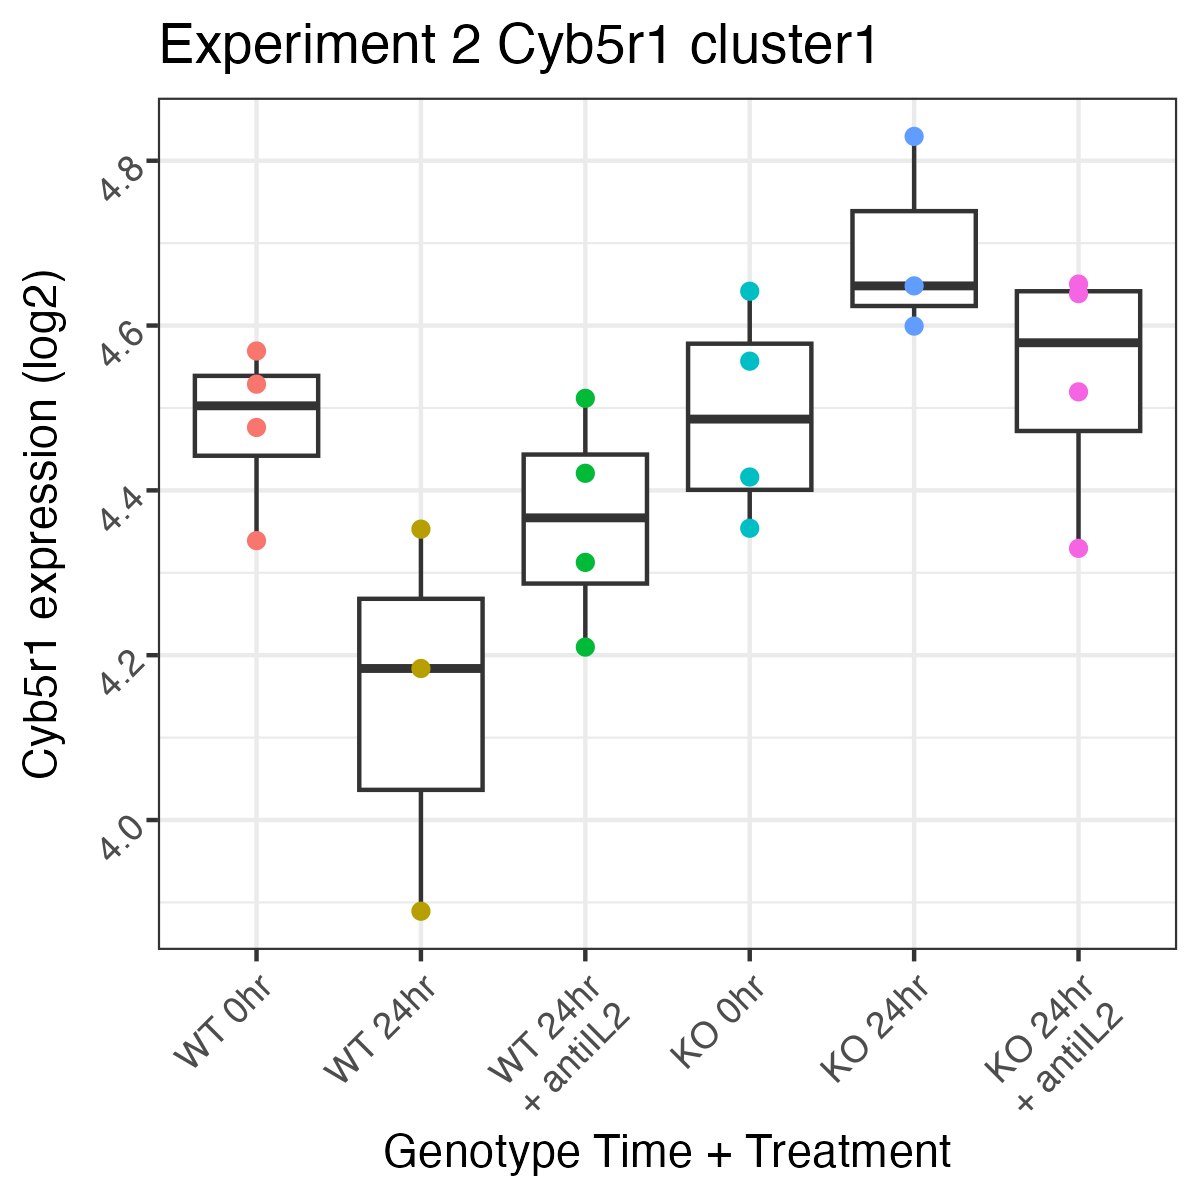 Experiment 2 Cyb5r1 cluster1
Cyb5r1 expression (log2)
4.8
4.6
4.4
4.2
4.0
WT 0hr
WT 24hr
WT 24hr
+ antiIL2
KO 0hr
KO 24hr
KO 24hr
+ antiIL2
Genotype Time + Treatment